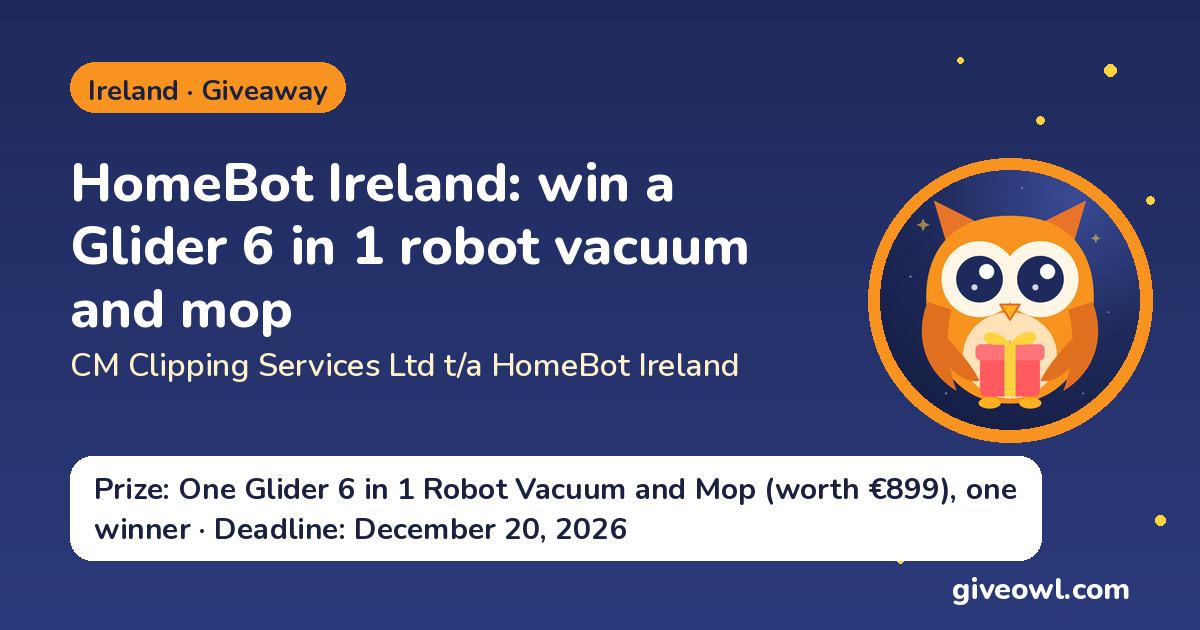 Ireland · Giveaway
HomeBot Ireland: win a
Glider 6 in 1 robot vacuum
and mop
CM Clipping Services Ltd t/a HomeBot Ireland
Prize: One Glider 6 in 1 Robot Vacuum and Mop (worth €899), one
winner · Deadline: December 20, 2026
giveowl.com